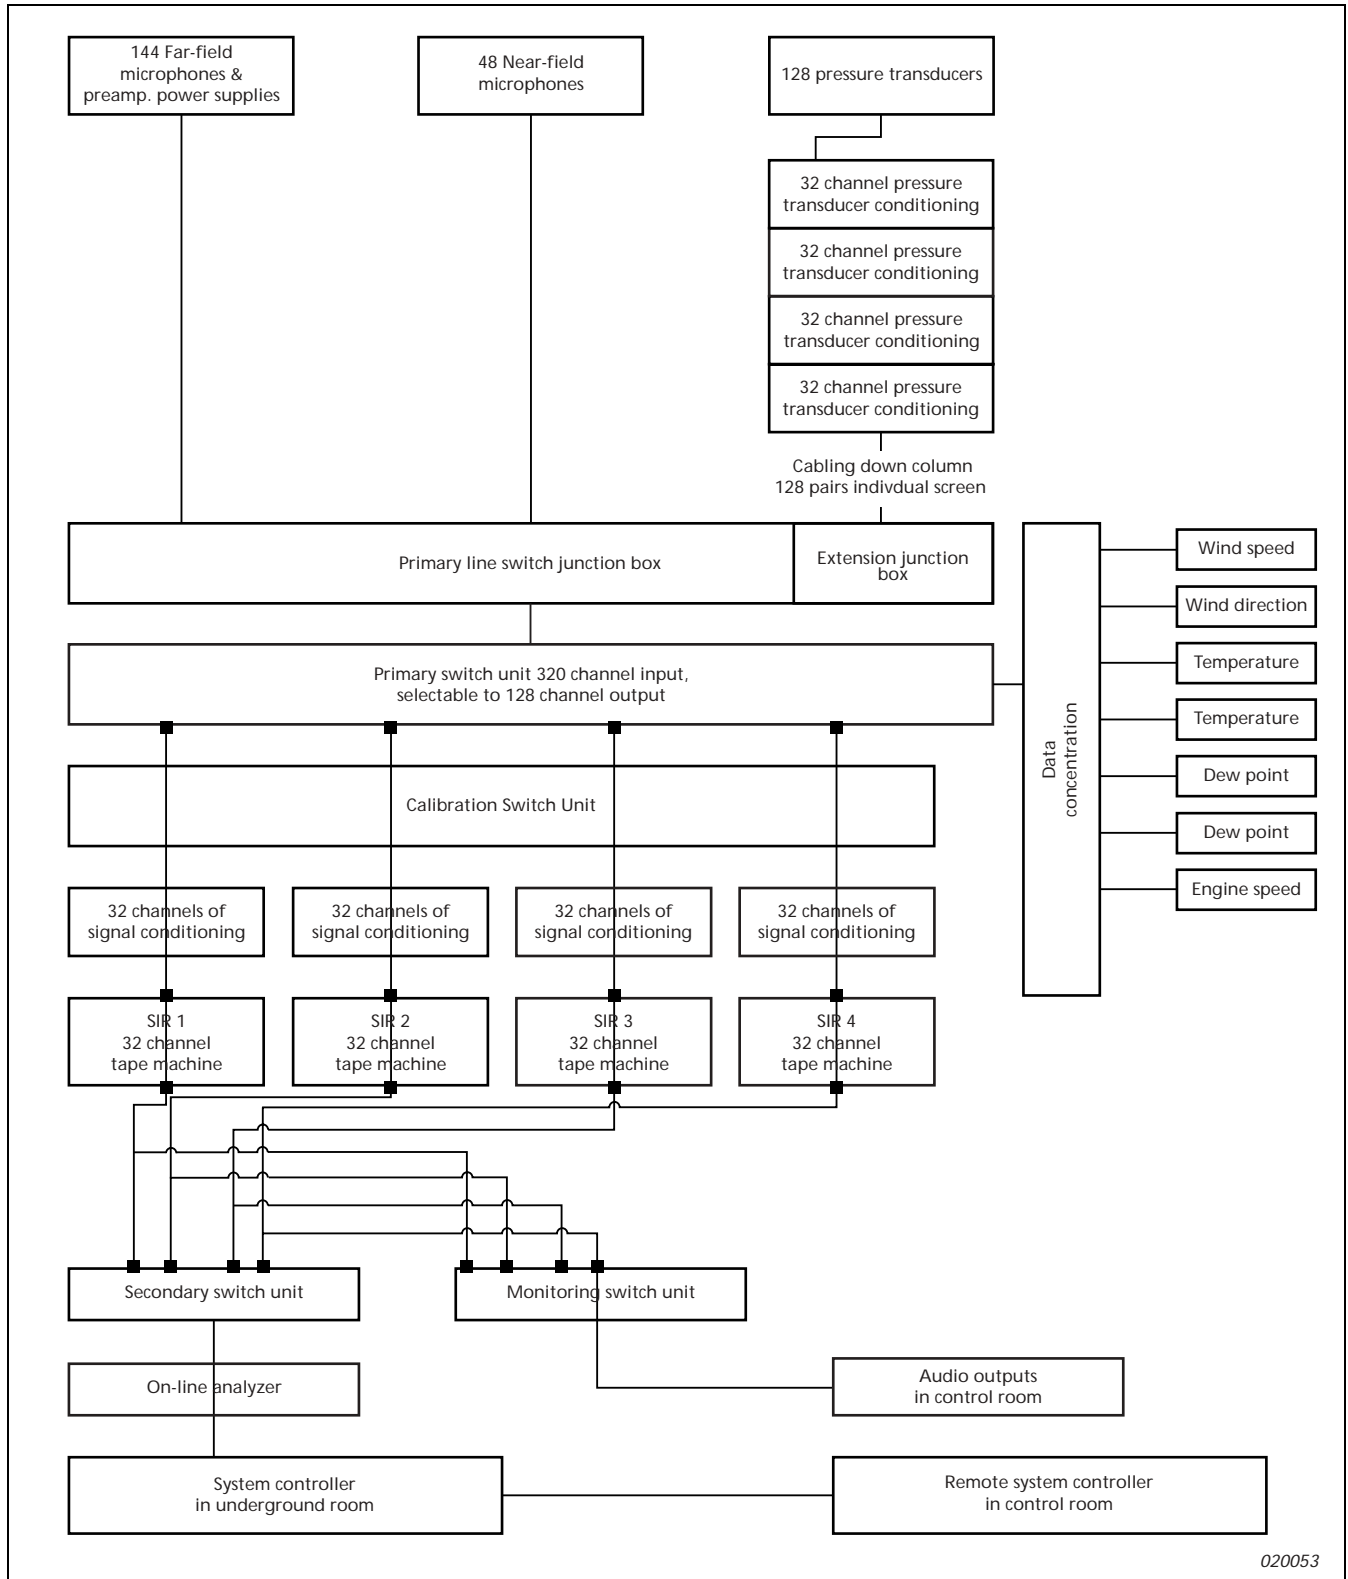 144 Far-field
microphones &
preamp. power supplies
48 Near-field
microphones
128 pressure transducers
32 channel pressure
transducer conditioning
32 channel pressure
transducer conditioning
32 channel pressure
transducer conditioning
32 channel pressure
transducer conditioning
Cabling down column
128 pairs indivdual screen
Primary line switch junction box
Extension junction
box
Primary switch unit 320 channel input,
selectable to 128 channel output
Data
concentration
Wind speed
Wind direction
Temperature
Temperature
Dew point
Dew point
Engine speed
Calibration Switch Unit
32 channels of
signal conditioning
32 channels of
signal conditioning
32 channels of
signal conditioning
32 channels of
signal conditioning
SIR 1
32 channel
tape machine
SIR 2
32 channel
tape machine
SIR 3
32 channel
tape machine
SIR 4
32 channel
tape machine
Secondary switch unit
Monitoring switch unit
On-line analyzer
Audio outputs
in control room
System controller
in underground room
Remote system controller
in control room
020053